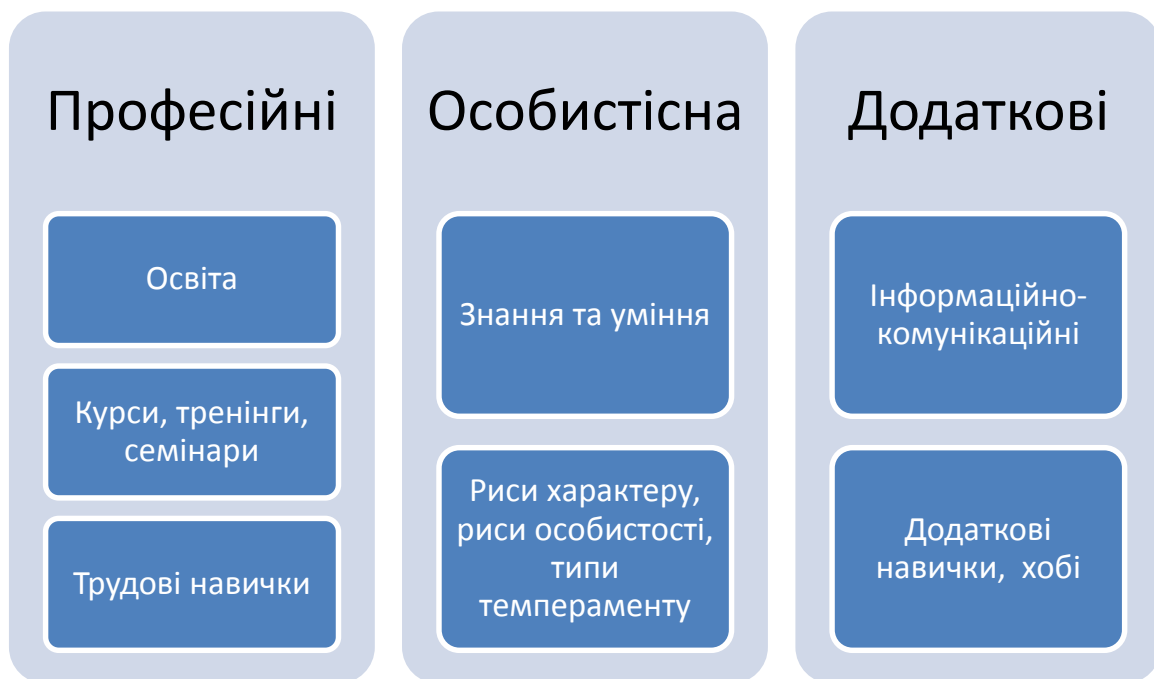 Професійні
Освіта
Курси, тренінги,
семінари
Трудові навички
Особистісна
Знання та уміння
Риси характеру,
риси особистості,
типи
темпераменту
Додаткові
Інформаційно-
комунікаційні
Додаткові
навички, хобі